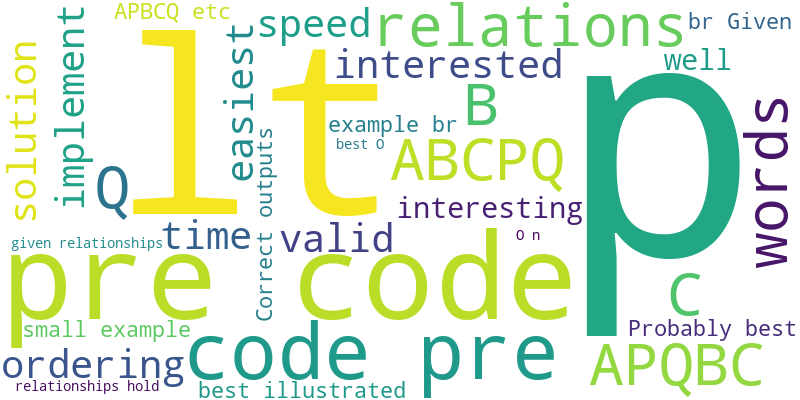 APBCQ etc
speed
relations
br Given
implement
solution
lt
easiest
interested
well
p
words
B
example br
best O
ABCPQ
Q
Correct outputs
interesting
given relationships
time
valid
O n
pre code
C
small example
code pre
Probably best
ordering
APQBC
relationships hold
best illustrated